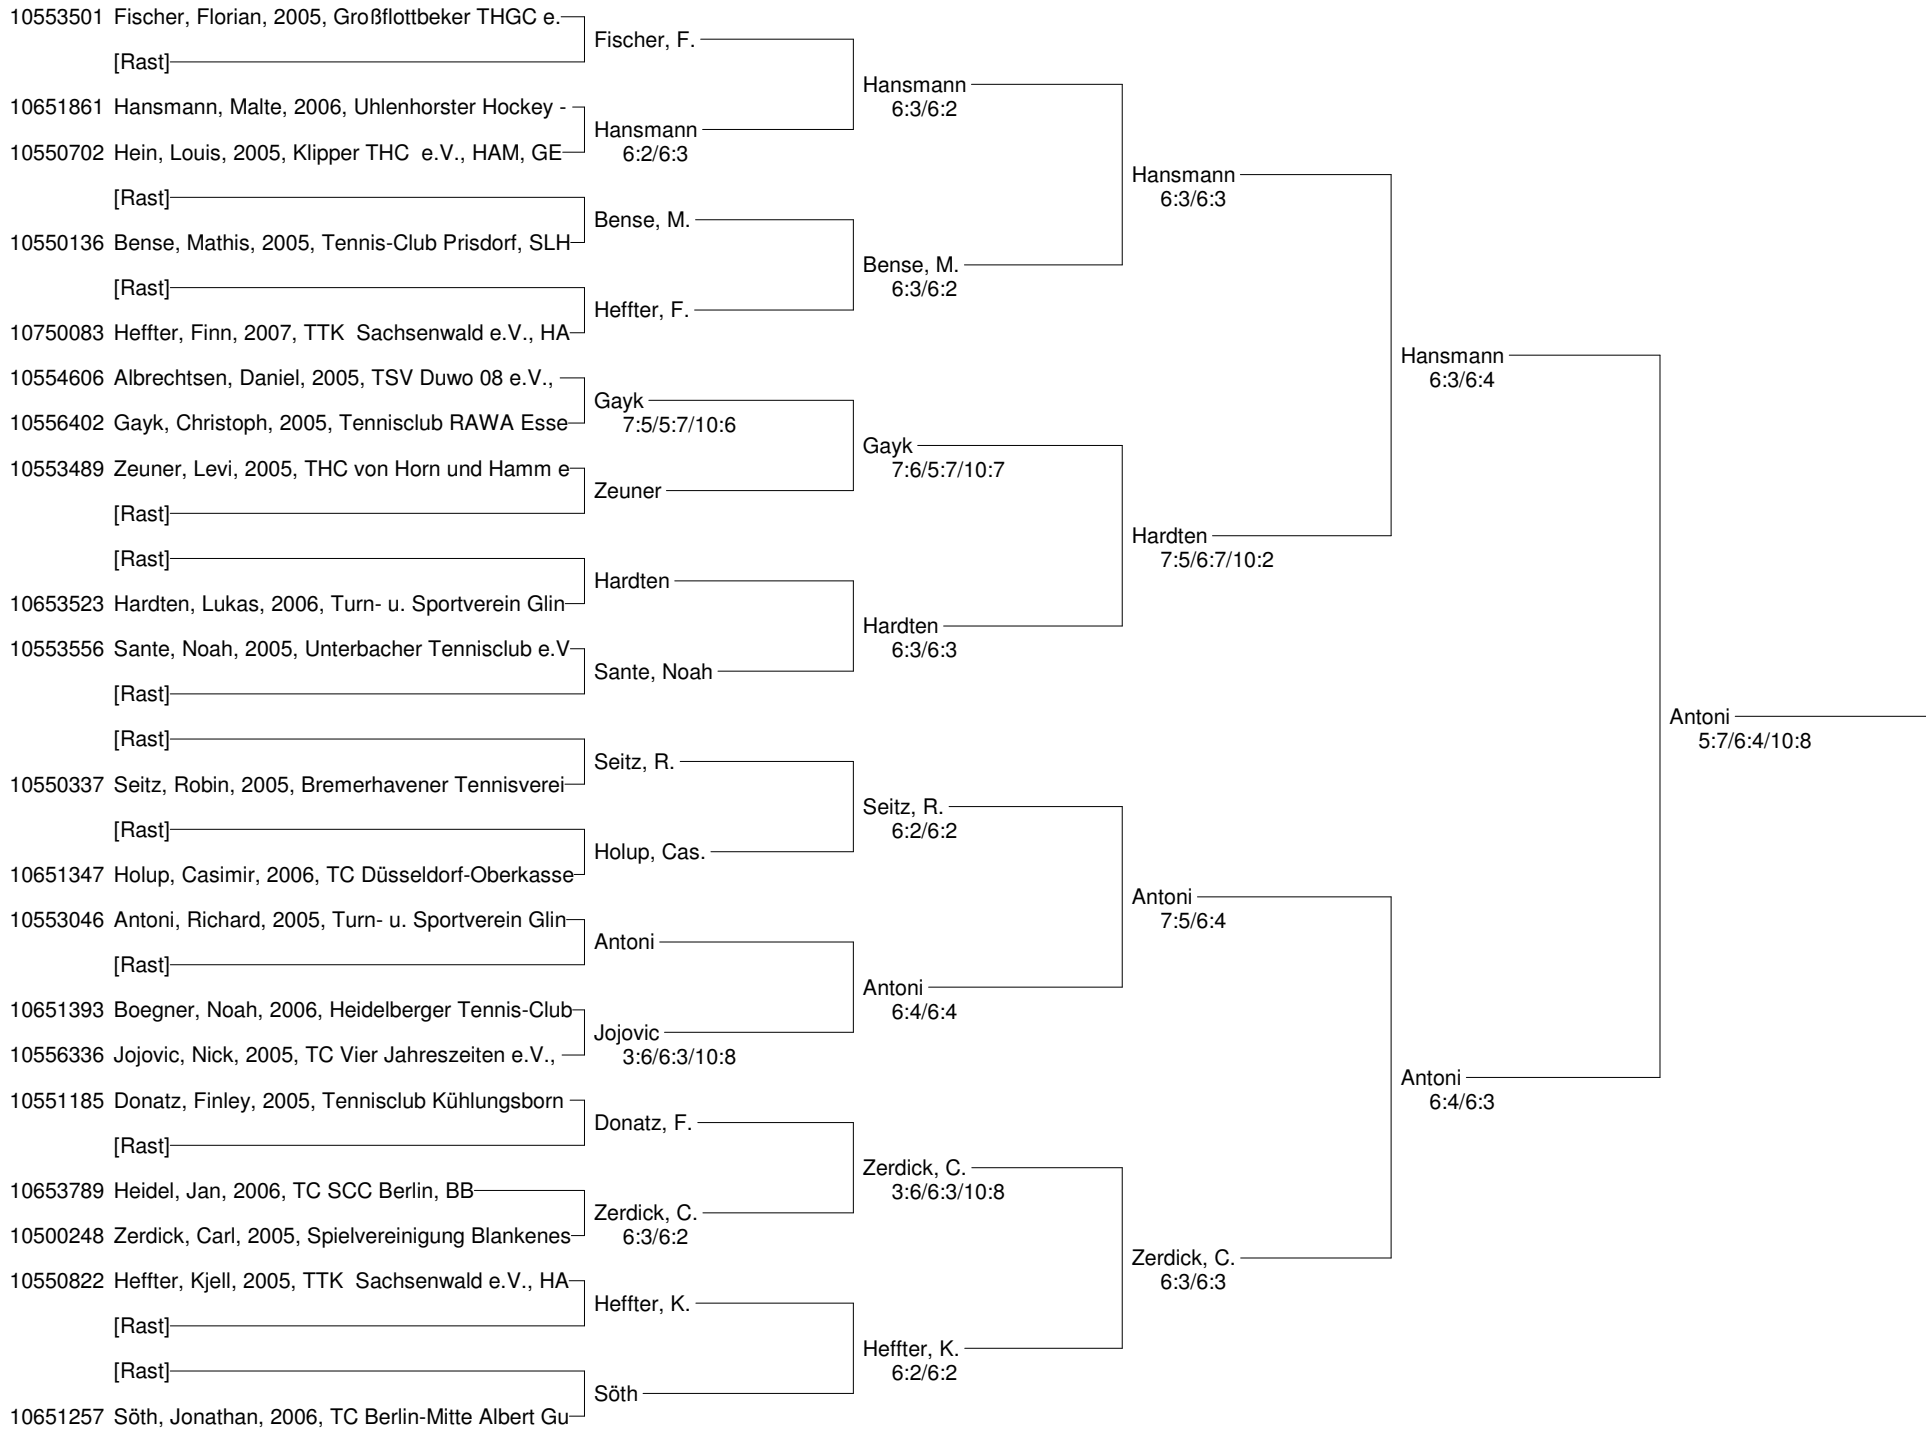 10553501 Fischer, Florian, 2005, Großflottbeker THGC e.
Fischer, F.
[Rast]
Hansmann
6:3/6:2
10651861 Hansmann, Malte, 2006, Uhlenhorster Hockey -
Hansmann
6:2/6:3
10550702 Hein, Louis, 2005, Klipper THC  e.V., HAM, GE
Hansmann
6:3/6:3
[Rast]
Bense, M.
10550136 Bense, Mathis, 2005, Tennis-Club Prisdorf, SLH
Bense, M.
6:3/6:2
[Rast]
Heffter, F.
10750083 Heffter, Finn, 2007, TTK  Sachsenwald e.V., HA
Hansmann
6:3/6:4
10554606 Albrechtsen, Daniel, 2005, TSV Duwo 08 e.V.,
Gayk
7:5/5:7/10:6
10556402 Gayk, Christoph, 2005, Tennisclub RAWA Esse
Gayk
7:6/5:7/10:7
10553489 Zeuner, Levi, 2005, THC von Horn und Hamm e
Zeuner
[Rast]
Hardten
7:5/6:7/10:2
[Rast]
Hardten
10653523 Hardten, Lukas, 2006, Turn- u. Sportverein Glin
Hardten
6:3/6:3
10553556 Sante, Noah, 2005, Unterbacher Tennisclub e.V
Sante, Noah
[Rast]
Antoni
5:7/6:4/10:8
[Rast]
Seitz, R.
10550337 Seitz, Robin, 2005, Bremerhavener Tennisverei
Seitz, R.
6:2/6:2
[Rast]
Holup, Cas.
10651347 Holup, Casimir, 2006, TC Düsseldorf-Oberkasse
Antoni
7:5/6:4
10553046 Antoni, Richard, 2005, Turn- u. Sportverein Glin
Antoni
[Rast]
Antoni
6:4/6:4
10651393 Boegner, Noah, 2006, Heidelberger Tennis-Club
Jojovic
3:6/6:3/10:8
10556336 Jojovic, Nick, 2005, TC Vier Jahreszeiten e.V.,
Antoni
6:4/6:3
10551185 Donatz, Finley, 2005, Tennisclub Kühlungsborn
Donatz, F.
[Rast]
Zerdick, C.
3:6/6:3/10:8
10653789 Heidel, Jan, 2006, TC SCC Berlin, BB
Zerdick, C.
6:3/6:2
10500248 Zerdick, Carl, 2005, Spielvereinigung Blankenes
Zerdick, C.
6:3/6:3
10550822 Heffter, Kjell, 2005, TTK  Sachsenwald e.V., HA
Heffter, K.
[Rast]
Heffter, K.
6:2/6:2
[Rast]
Söth
10651257 Söth, Jonathan, 2006, TC Berlin-Mitte Albert Gu